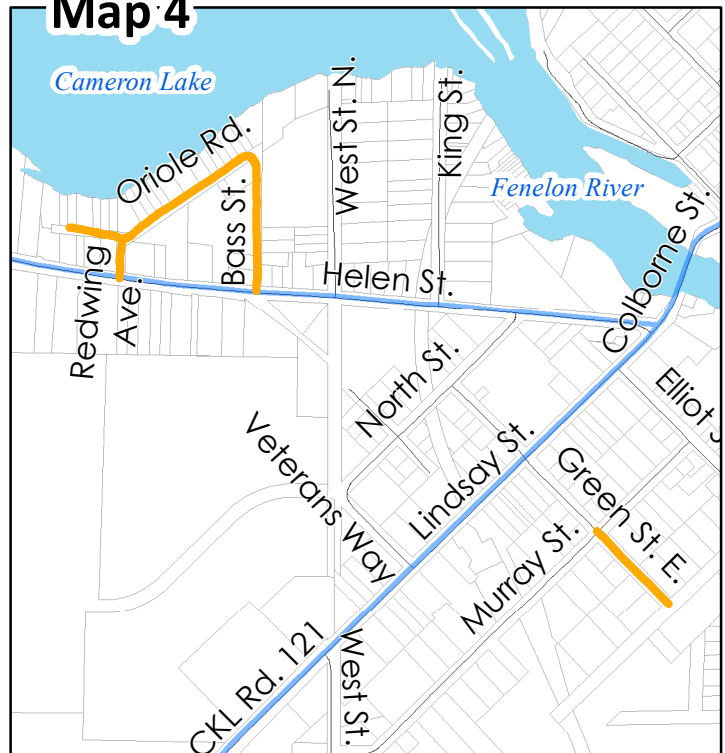 Map 4
Cameron Lake
Oriole Rd.
West St. N.
King St.
Fenelon River
Bass St.
Redwing
Ave.
Helen St.
Colborne St.
North St.
Veterans Way
Lindsay St.
Green St. E.
Murray St.
CKL Rd. 121
West St.